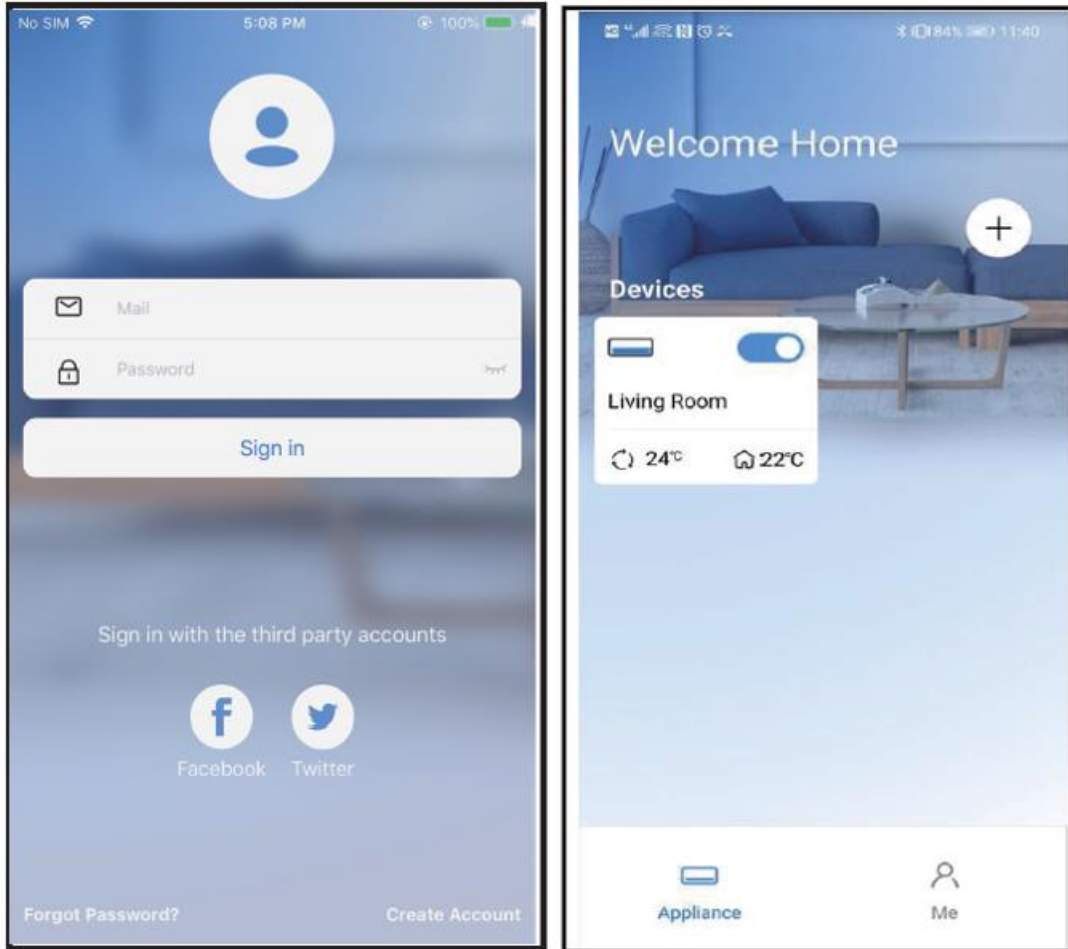 No SIM 5:08 PM 100%
Mail
Password
Sign in
Sign in with the third party accounts
Facebook Twitter
Forgot Password? Create Account
84% 11:40
Welcome Home
Devices
Living Room
24°C 22°C
Appliance Me